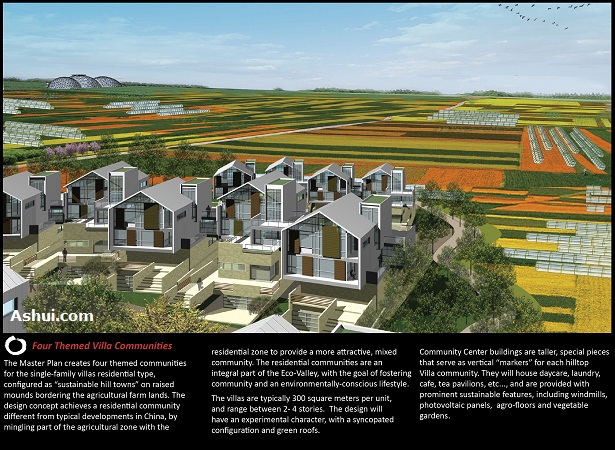 Ashui.com
Four Themed Villa Communities
The Master Plan creates four themed communities
for the single-family villas residential type,
configured as “sustainable hill towns” on raised
mounds bordering the agricultural farm lands. The
design concept achieves a residential community
different from typical developments in China, by
mingling part of the agricultural zone with the
residential zone to provide a more attractive, mixed
community. The residential communities are an
integral part of the Eco-Valley, with the goal of fostering
community and an environmentally-conscious lifestyle.
The villas are typically 300 square meters per unit,
and range between 2- 4 stories. The design will
have an experimental character, with a syncopated
configuration and green roofs.
Community Center buildings are taller, special pieces
that serve as vertical “markers” for each hilltop
Villa community. They will house daycare, laundry,
cafe, tea pavilions, etc..., and are provided with
prominent sustainable features, including windmills,
photovoltaic panels, agro-floors and vegetable
gardens.